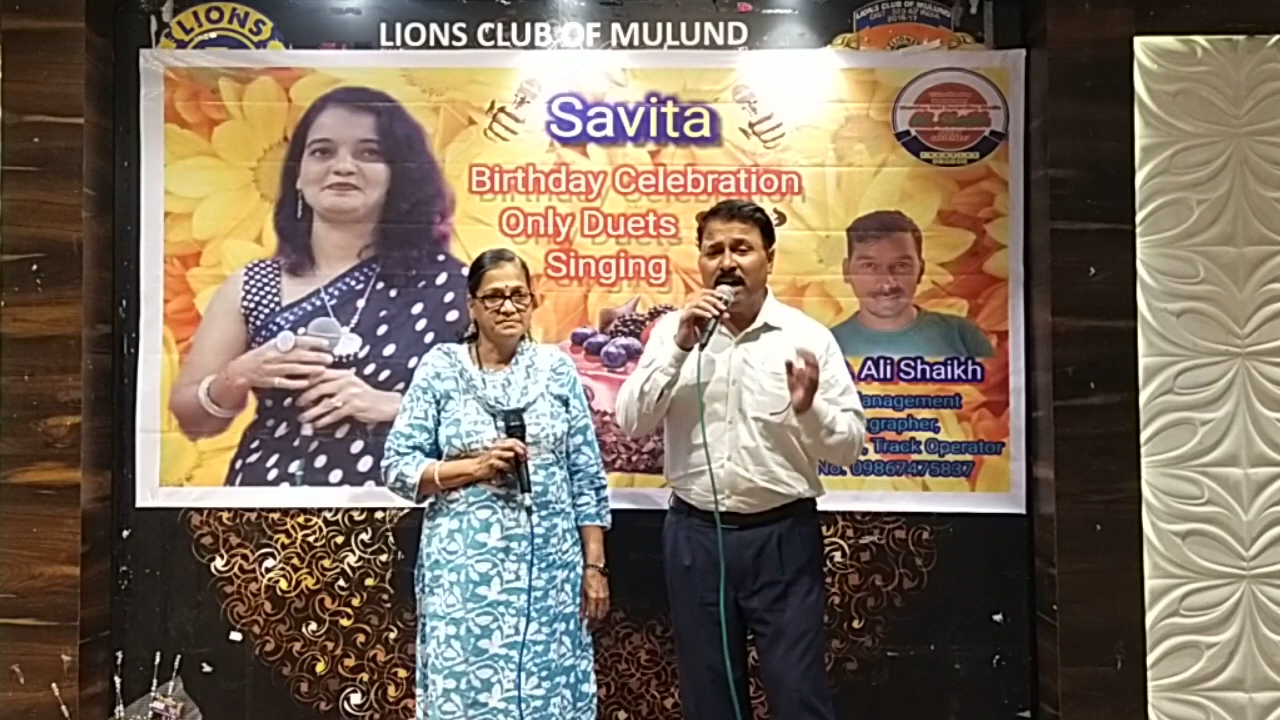 LIONS
LIONS CLUB OF MULUND
LIONS CLUB OF MULUND
Savita
Birthday Celebration
Only Duets
Singing
Ali Shaikh
anagement
grapher,
Track Operator
No. 09867475837